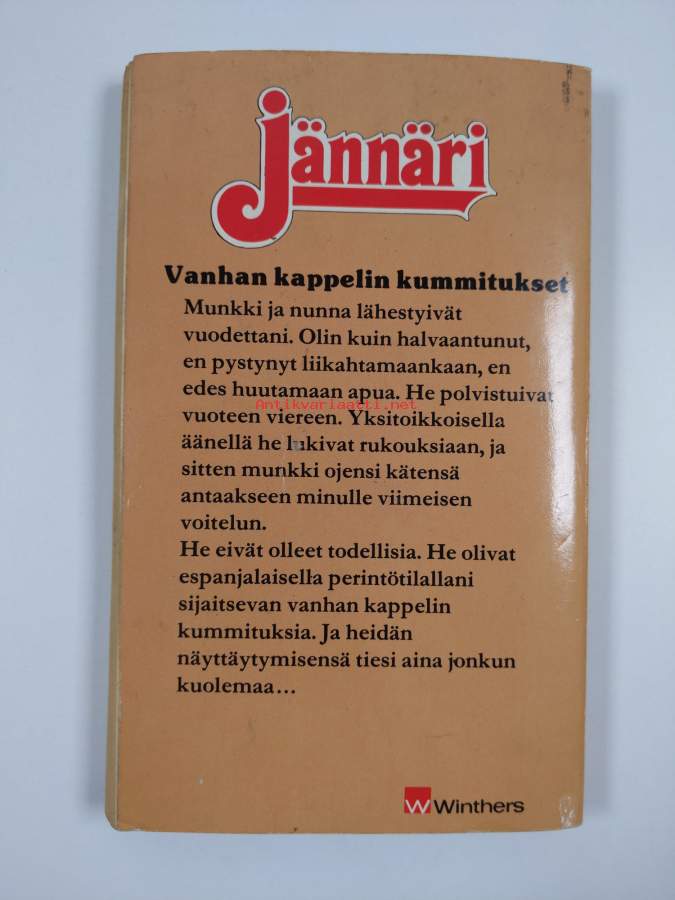 Jännäri
Vanhan kappelin kummitukset
Munkki ja nunna lähestyivät
vuodettani. Olin kuin halvaantunut,
en pystynyt liikahtamaankaan, en
edes huutamaan apua. He polvistuivat
Antikvariaatti.net
vuoteen viereen. Yksitoikkoisella
äänellä he lukivat rukouksiaan, ja
sitten munkki ojensi kätensä
antaakseen minulle viimeisen
voitelun.
He eivät olleet todellisia. He olivat
espanjalaisella perintötilallani
sijaitsevan vanhan kappelin
kummituksia. Ja heidän
näyttäytymisensä tiesi aina jonkun
kuolemaa...
W Winthers